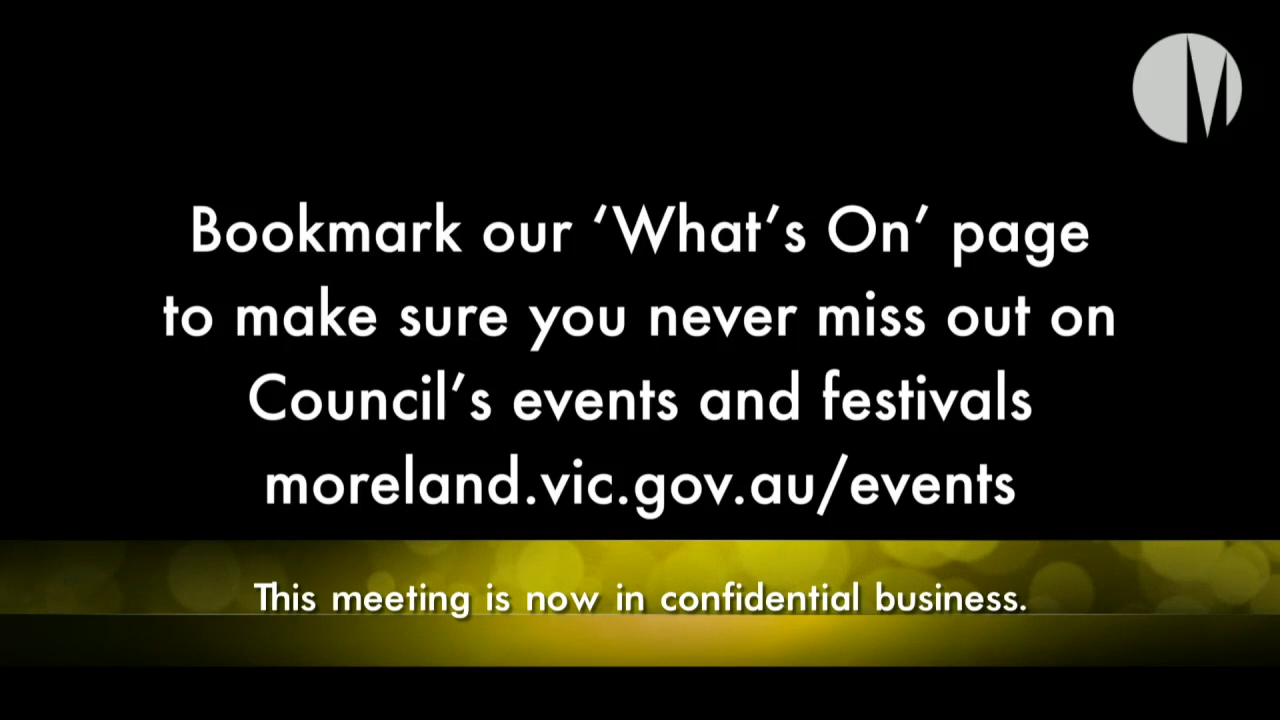 Bookmark our ‘What’s On’ page
to make sure you never miss out on
Council’s events and festivals
moreland.vic.gov.au/events
This meeting is now in confidential business.